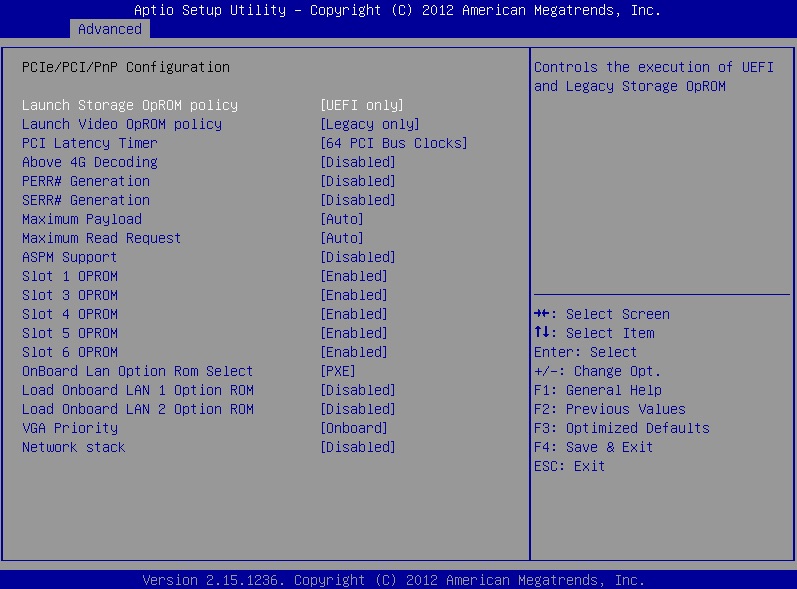 Aptio Setup Utility – Copyright (C) 2012 American Megatrends, Inc.
Advanced
PCIe/PCI/PnP Configuration
Launch Storage OpROM policy [UEFI only]
Launch Video OpROM policy [Legacy only]
PCI Latency Timer [64 PCI Bus Clocks]
Above 4G Decoding [Disabled]
PERR# Generation [Disabled]
SERR# Generation [Disabled]
Maximum Payload [Auto]
Maximum Read Request [Auto]
ASPM Support [Disabled]
Slot 1 OPROM [Enabled]
Slot 3 OPROM [Enabled]
Slot 4 OPROM [Enabled]
Slot 5 OPROM [Enabled]
Slot 6 OPROM [Enabled]
OnBoard Lan Option Rom Select [PXE]
Load Onboard LAN 1 Option ROM [Disabled]
Load Onboard LAN 2 Option ROM [Disabled]
VGA Priority [Onboard]
Network stack [Disabled]
Controls the execution of UEFI
and Legacy Storage OpROM
→←: Select Screen
↑↓: Select Item
Enter: Select
+/–: Change Opt.
F1: General Help
F2: Previous Values
F3: Optimized Defaults
F4: Save & Exit
ESC: Exit
Version 2.15.1236. Copyright (C) 2012 American Megatrends, Inc.